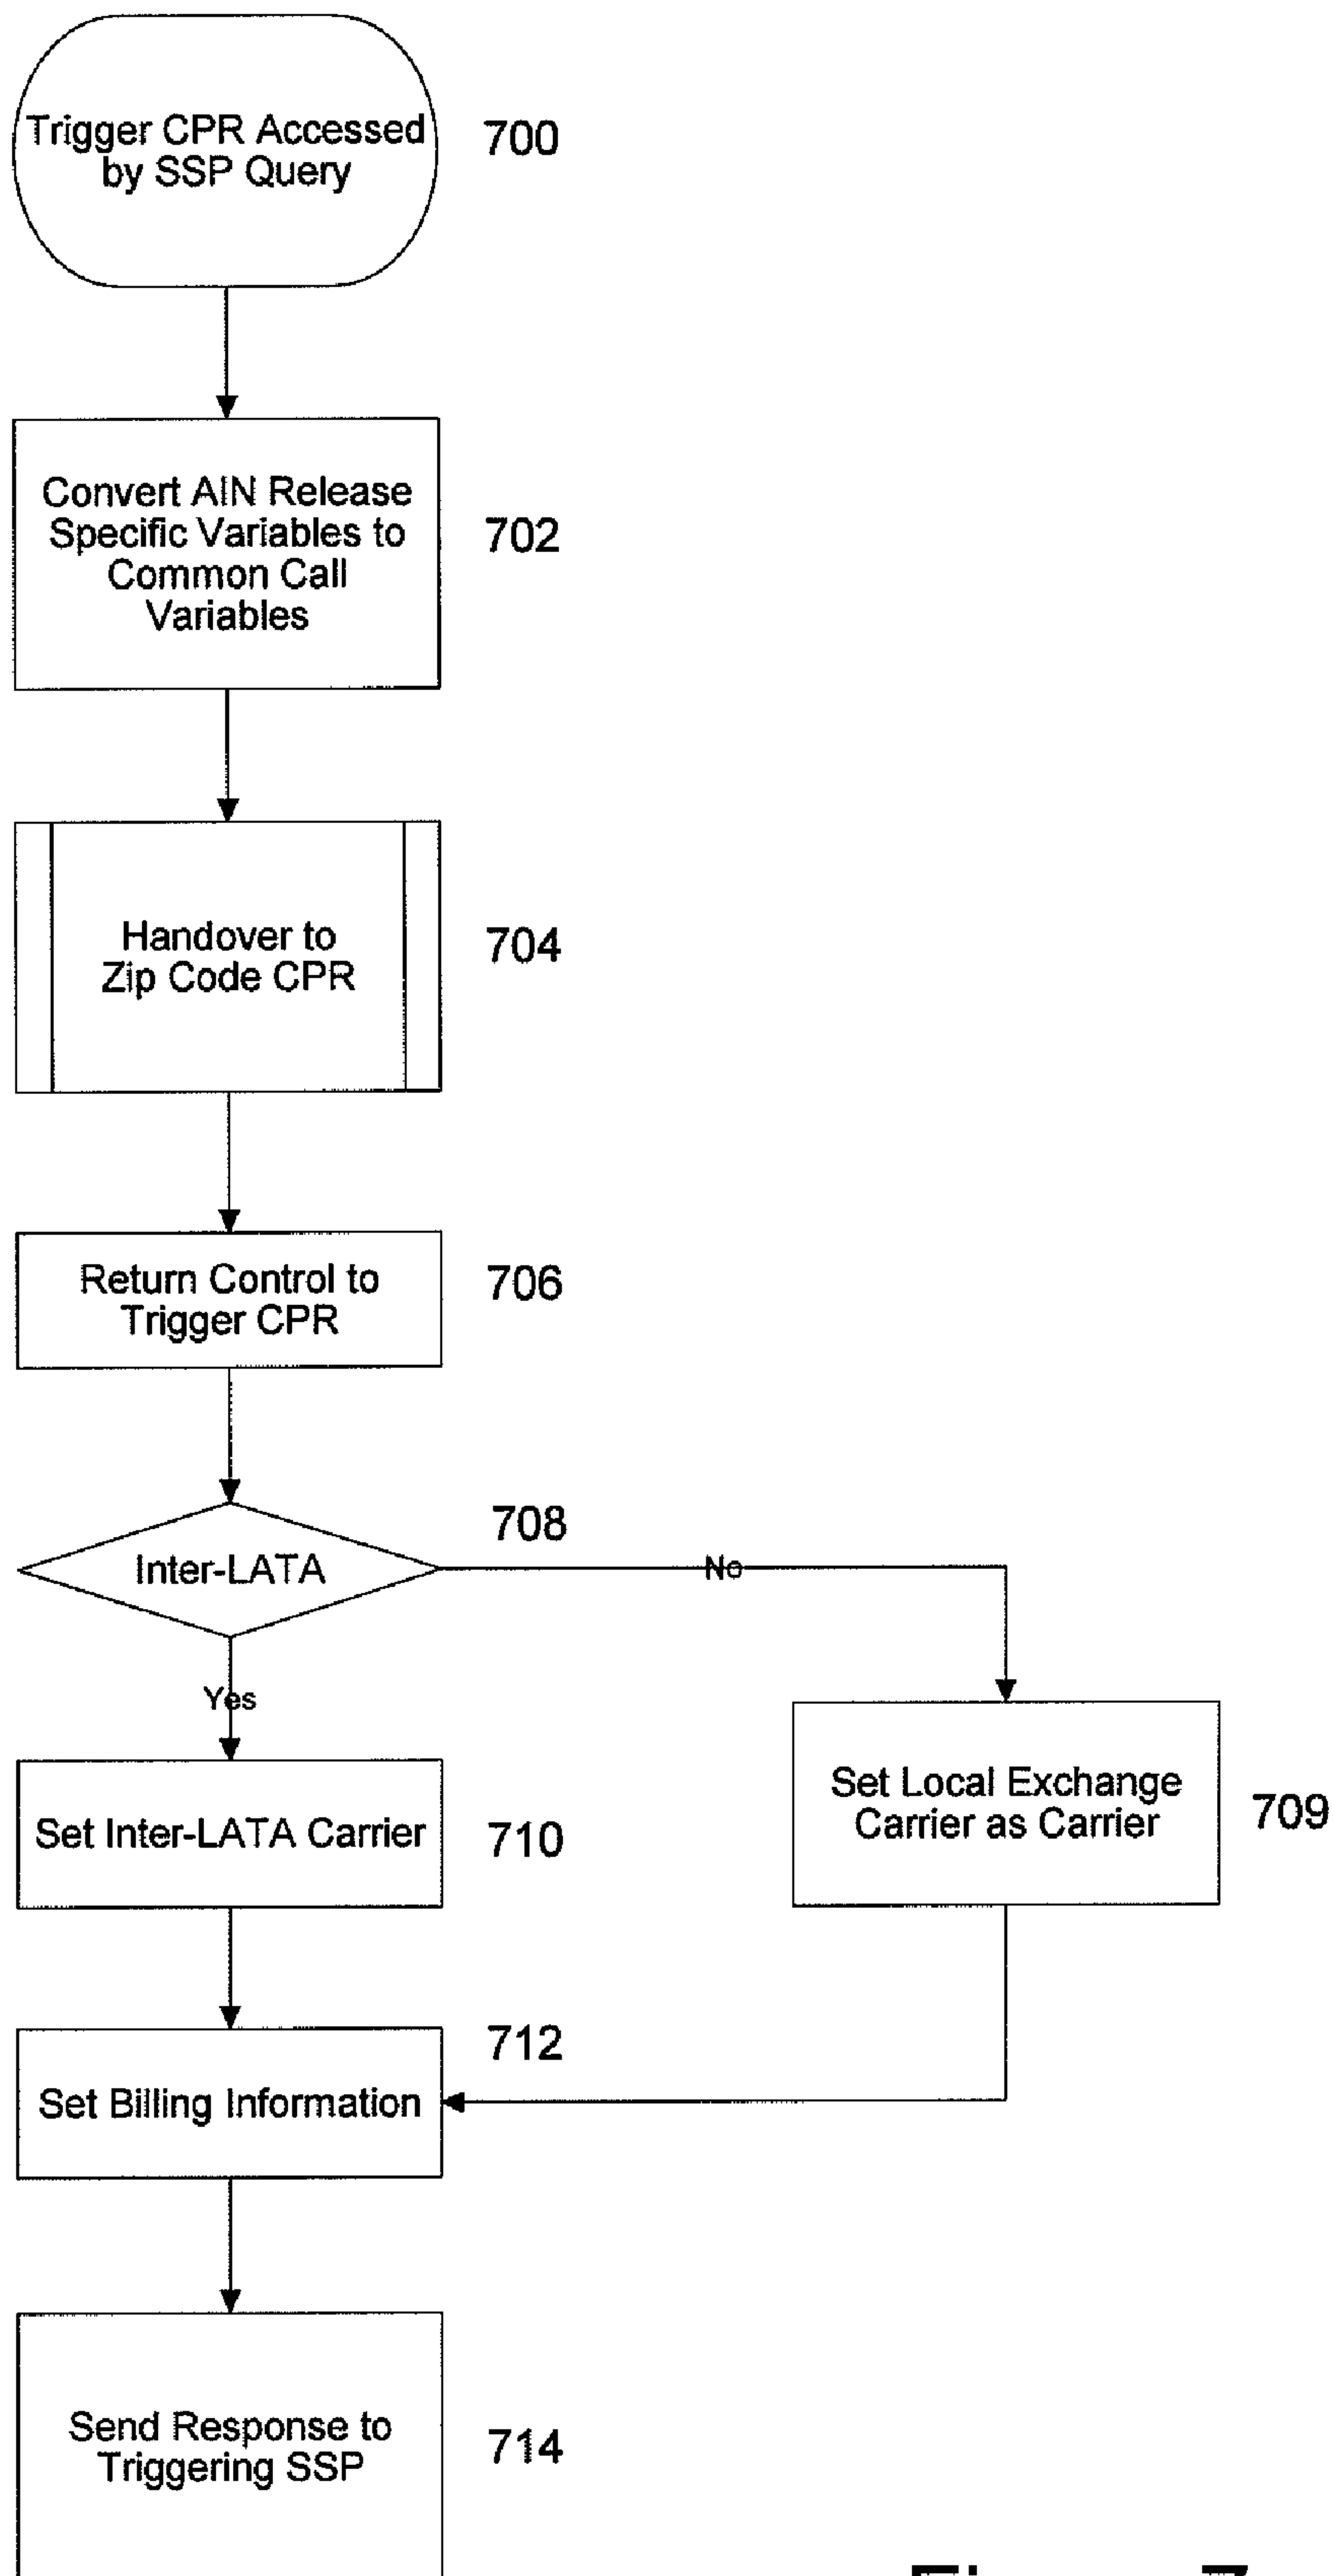 Trigger CPR Accessed
by SSP Query
700
Convert AIN Release
Specific Variables to
Common Call
Variables
702
Handover to
Zip Code CPR
704
Return Control to
Trigger CPR
706
708
Inter-LATA
No
Yes
Set Inter-LATA Carrier
710
Set Local Exchange
Carrier as Carrier
709
712
Set Billing Information
Send Response to
Triggering SSP
714